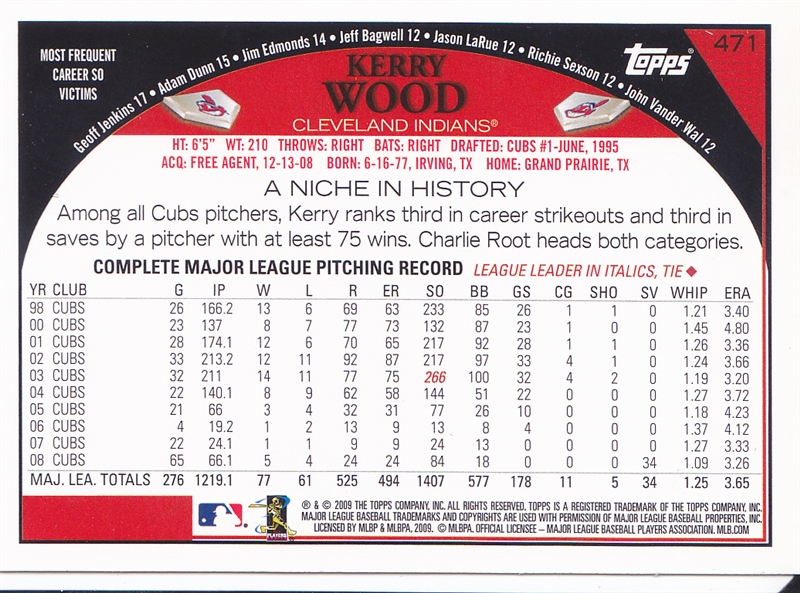 MOST FREQUENT
CAREER SO
VICTIMS
Geoff Jenkins 17 • Adam Dunn 15 • Jim Edmonds 14 • Jeff Bagwell 12 • Jason LaRue 12 • Richie Sexson 12 • John Vander Wal 12
topps
471
KERRY
WOOD
CLEVELAND INDIANS®
HT: 6'5" WT: 210 THROWS: RIGHT BATS: RIGHT DRAFTED: CUBS #1-JUNE, 1995
ACQ: FREE AGENT, 12-13-08 BORN: 6-16-77, IRVING, TX HOME: GRAND PRAIRIE, TX
A NICHE IN HISTORY
Among all Cubs pitchers, Kerry ranks third in career strikeouts and third in
saves by a pitcher with at least 75 wins. Charlie Root heads both categories.
COMPLETE MAJOR LEAGUE PITCHING RECORD LEAGUE LEADER IN ITALICS, TIE ◆
YR CLUB G IP W L R ER SO BB GS CG SHO SV WHIP ERA
98 CUBS 26 166.2 13 6 69 63 233 85 26 1 1 0 1.21 3.40
00 CUBS 23 137 8 7 77 73 132 87 23 1 0 0 1.45 4.80
01 CUBS 28 174.1 12 6 70 65 217 92 28 1 1 0 1.26 3.36
02 CUBS 33 213.2 12 11 92 87 217 97 33 4 1 0 1.24 3.66
03 CUBS 32 211 14 11 77 75 266 100 32 4 2 0 1.19 3.20
04 CUBS 22 140.1 8 9 62 58 144 51 22 0 0 0 1.27 3.72
05 CUBS 21 66 3 4 32 31 77 26 10 0 0 0 1.18 4.23
06 CUBS 4 19.2 1 2 13 9 13 8 4 0 0 0 1.37 4.12
07 CUBS 22 24.1 1 1 9 9 24 13 0 0 0 0 1.27 3.33
08 CUBS 65 66.1 5 4 24 24 84 18 0 0 0 34 1.09 3.26
MAJ. LEA. TOTALS 276 1219.1 77 61 525 494 1407 577 178 11 5 34 1.25 3.65
PLAYERS
® & © 2009 THE TOPPS COMPANY, INC. ALL RIGHTS RESERVED. TOPPS IS A REGISTERED TRADEMARK OF THE TOPPS COMPANY, INC.
MAJOR LEAGUE BASEBALL TRADEMARKS AND COPYRIGHTS ARE USED WITH PERMISSION OF MAJOR LEAGUE BASEBALL PROPERTIES, INC.
LICENSED BY MLBP & MLBPA, 2009. © MLBPA. OFFICIAL LICENSEE – MAJOR LEAGUE BASEBALL PLAYERS ASSOCIATION. MLB.COM